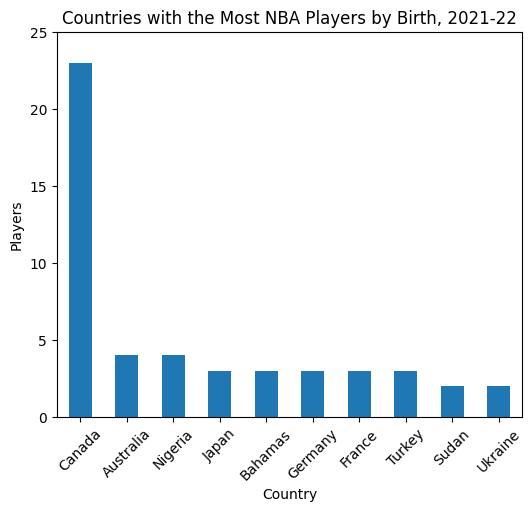 Countries with the Most NBA Players by Birth, 2021-22
25
20
15
10
5
0
Players
Canada
Australia
Nigeria
Japan
Bahamas
Germany
France
Turkey
Sudan
Ukraine
Country